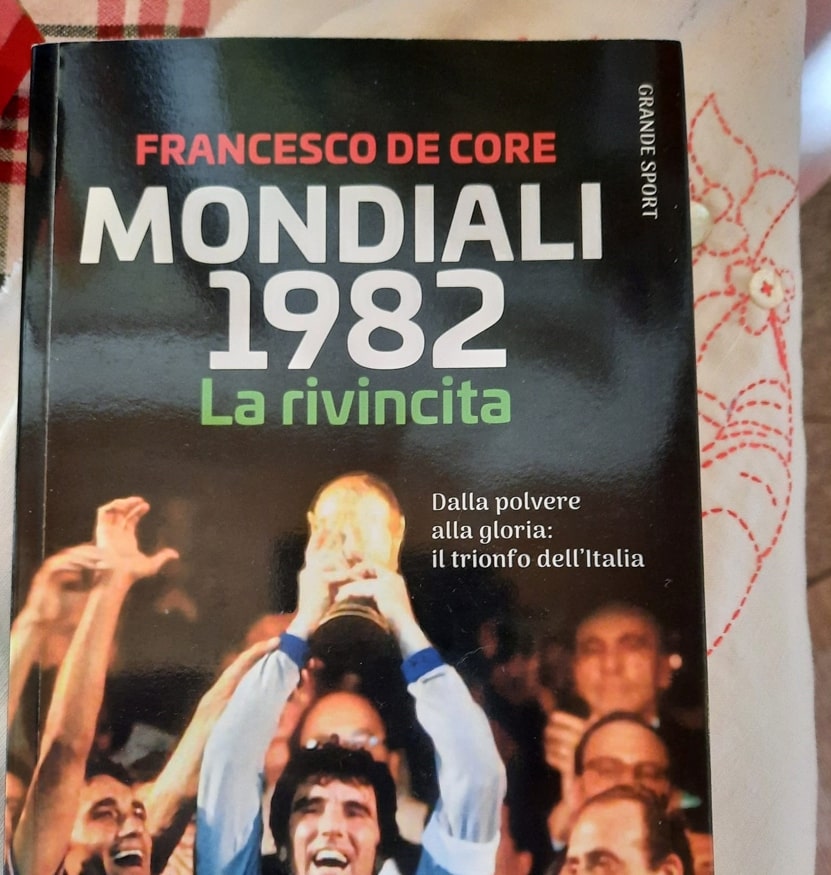 GRANDE SPORT
FRANCESCO DE CORE
MONDIALI
1982
La rivincita
Dalla polvere
alla gloria:
il trionfo dell'Italia